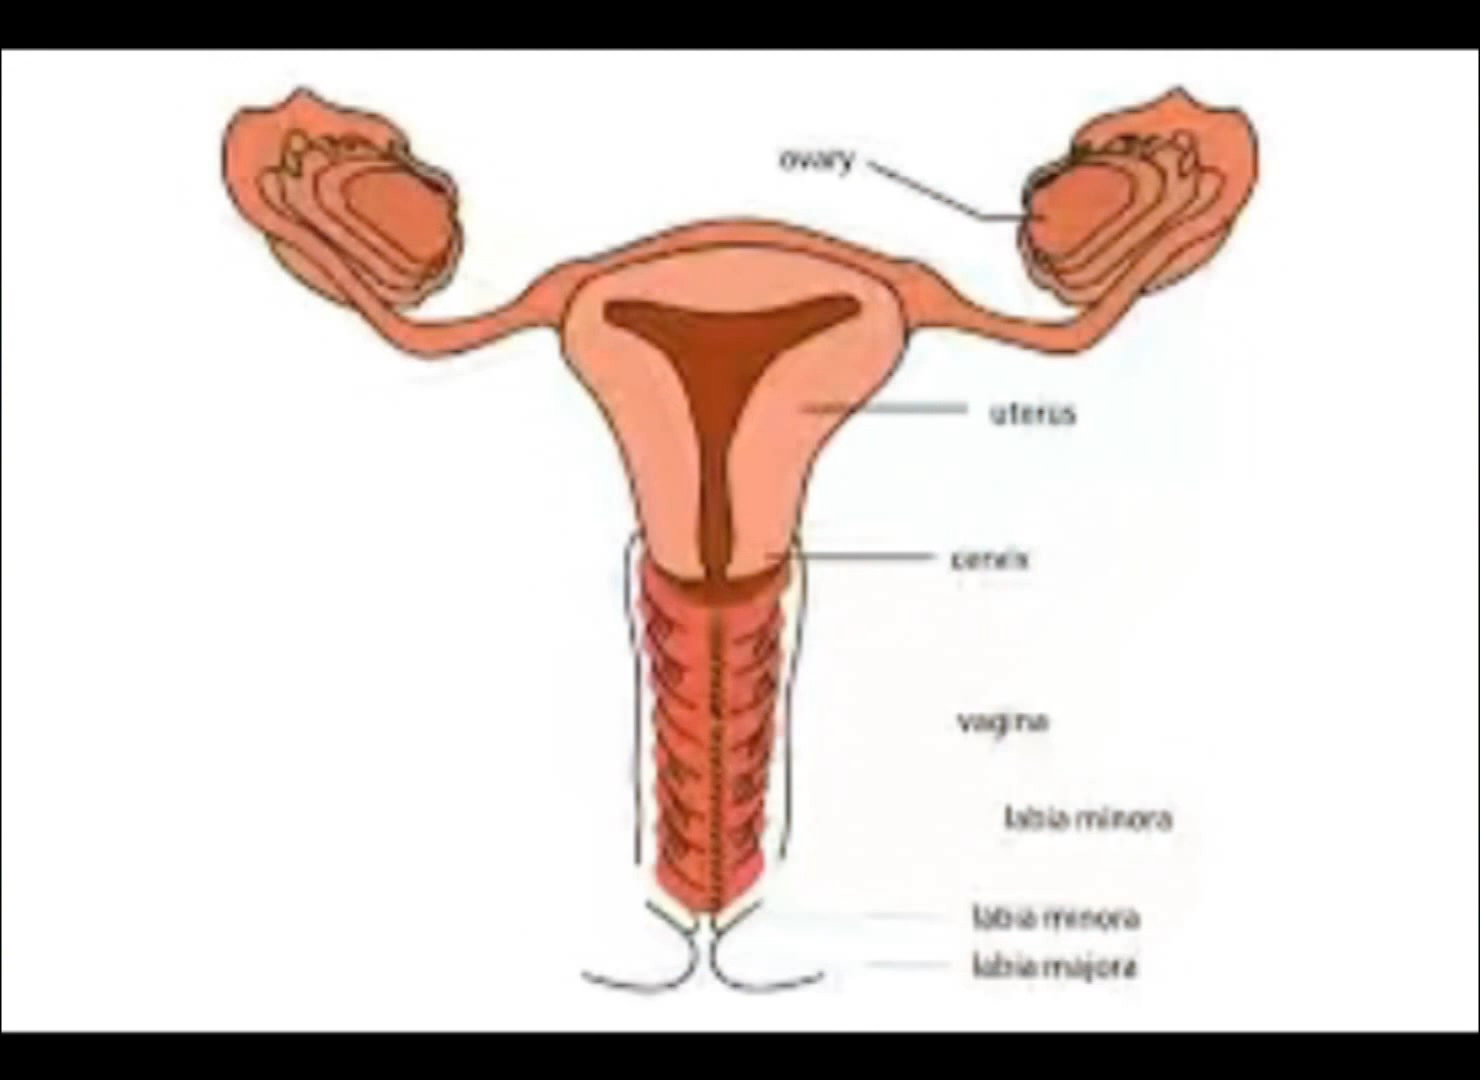 ovary
uterus
cervix
vagina
labia minora
labia minora
labia majora